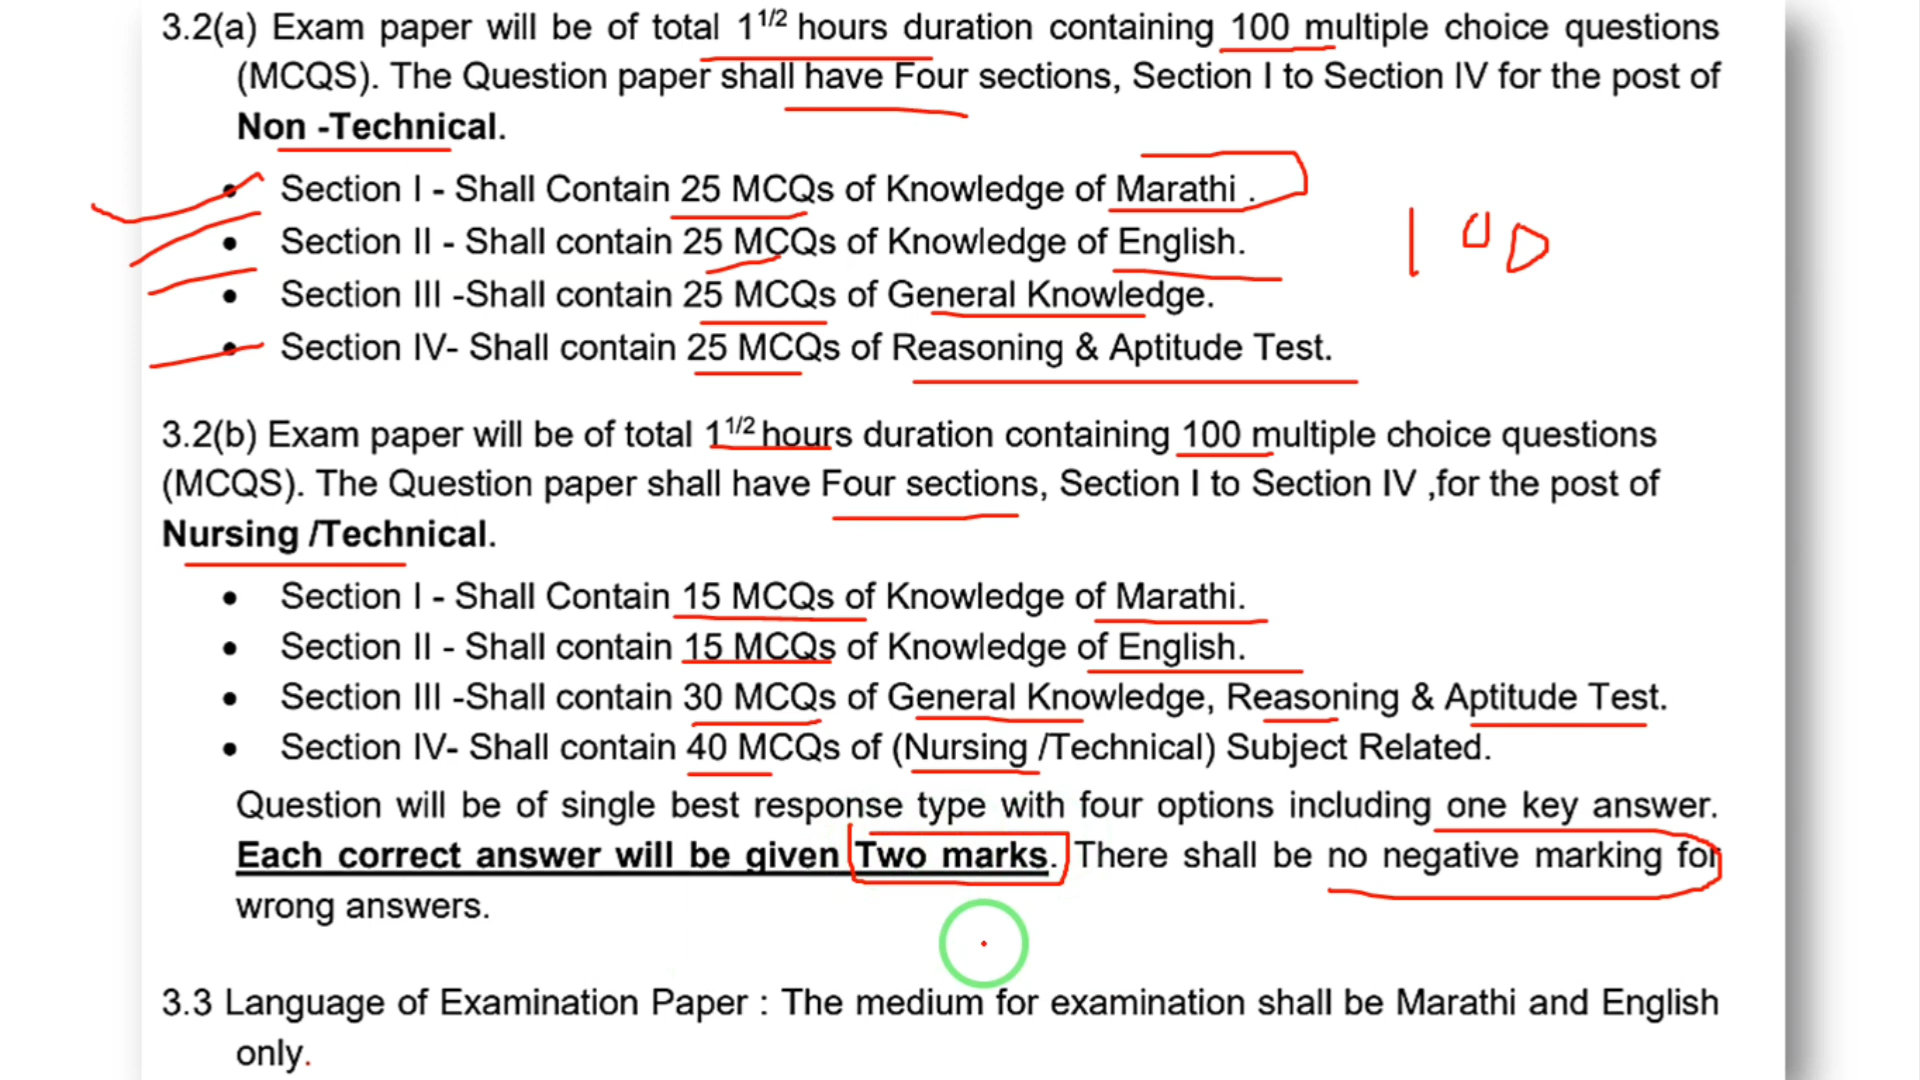 3.2(a) Exam paper will be of total 1 1/2 hours duration containing 100 multiple choice questions
(MCQS). The Question paper shall have Four sections, Section I to Section IV for the post of
Non -Technical.
• Section I - Shall Contain 25 MCQs of Knowledge of Marathi .
• Section II - Shall contain 25 MCQs of Knowledge of English.
100
• Section III -Shall contain 25 MCQs of General Knowledge.
• Section IV- Shall contain 25 MCQs of Reasoning & Aptitude Test.
3.2(b) Exam paper will be of total 1 1/2 hours duration containing 100 multiple choice questions
(MCQS). The Question paper shall have Four sections, Section I to Section IV ,for the post of
Nursing /Technical.
• Section I - Shall Contain 15 MCQs of Knowledge of Marathi.
• Section II - Shall contain 15 MCQs of Knowledge of English.
• Section III -Shall contain 30 MCQs of General Knowledge, Reasoning & Aptitude Test.
• Section IV- Shall contain 40 MCQs of (Nursing /Technical) Subject Related.
Question will be of single best response type with four options including one key answer.
Each correct answer will be given Two marks. There shall be no negative marking for
wrong answers.
3.3 Language of Examination Paper : The medium for examination shall be Marathi and English
only.